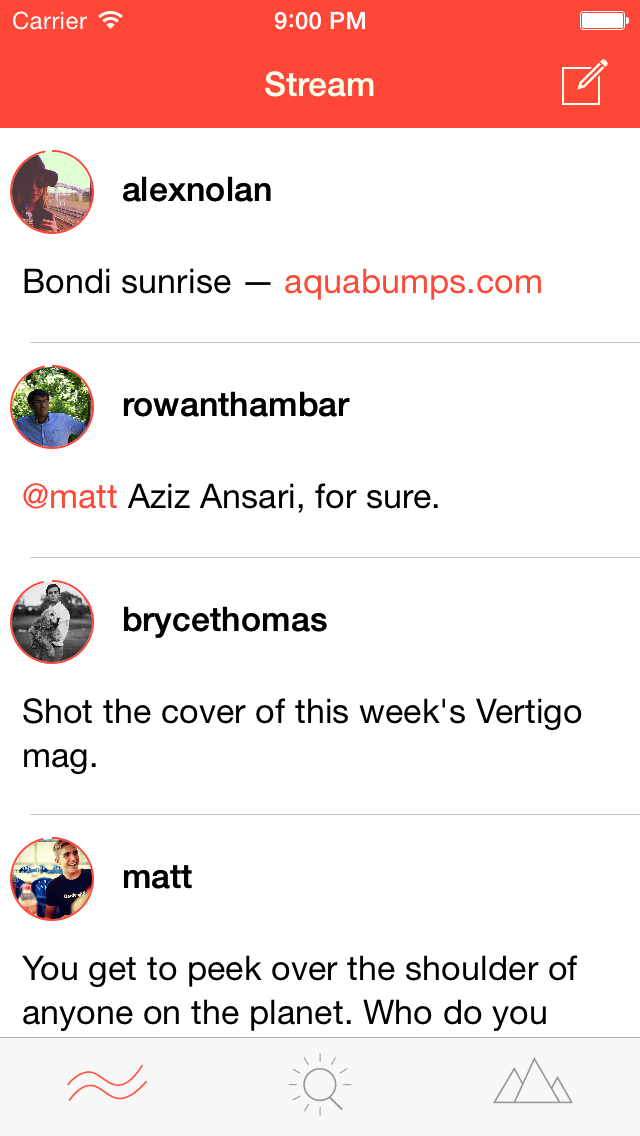 Carrier 9:00 PM
Stream
alexnolan
Bondi sunrise — aquabumps.com
rowanthambar
@matt Aziz Ansari, for sure.
brycethomas
Shot the cover of this week's Vertigo
mag.
matt
You get to peek over the shoulder of
anyone on the planet. Who do you